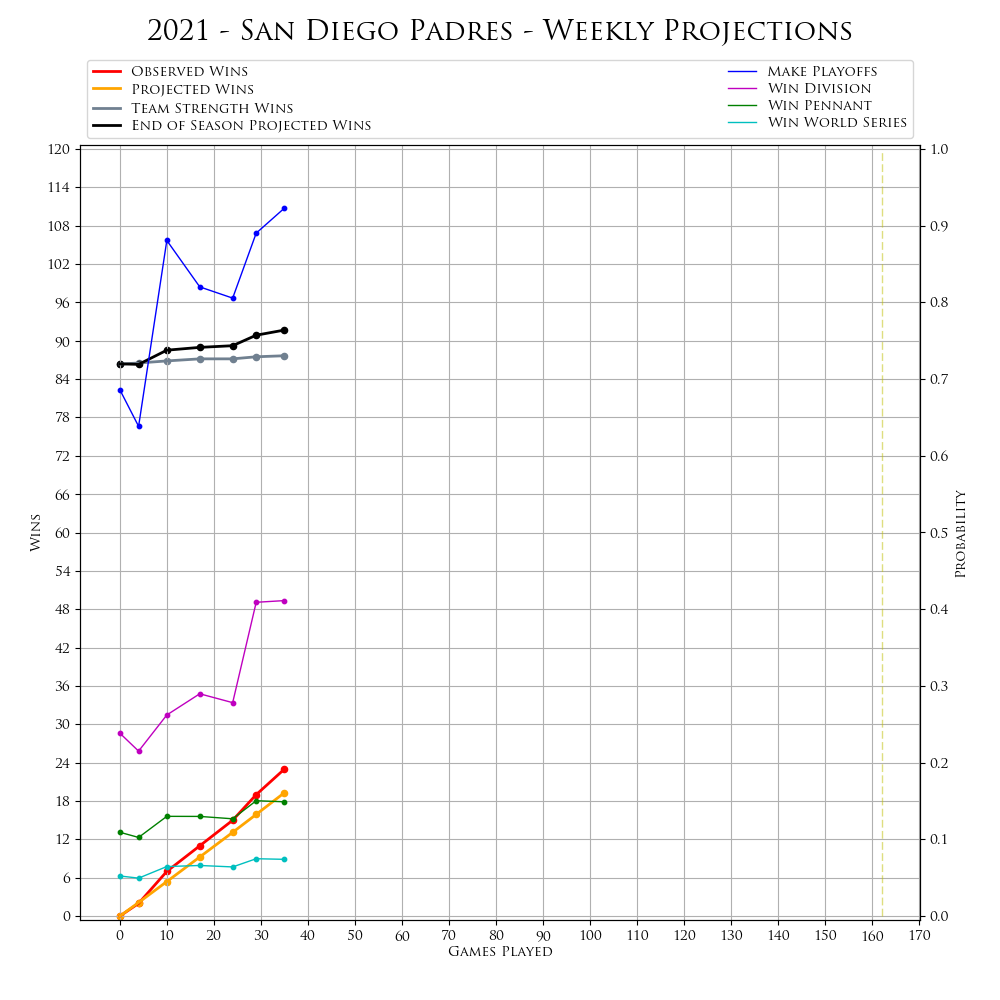 2021 - San Diego Padres - Weekly Projections
Observed Wins
Projected Wins
Team Strength Wins
End of Season Projected Wins
Make Playoffs
Win Division
Win Pennant
Win World Series
120
114
108
102
96
90
84
78
72
66
60
54
48
42
36
30
24
18
12
6
0
Wins
1.0
0.9
0.8
0.7
0.6
0.5
0.4
0.3
0.2
0.1
0.0
Probability
0 10 20 30 40 50 60 70 80 90 100 110 120 130 140 150 160 170
Games Played